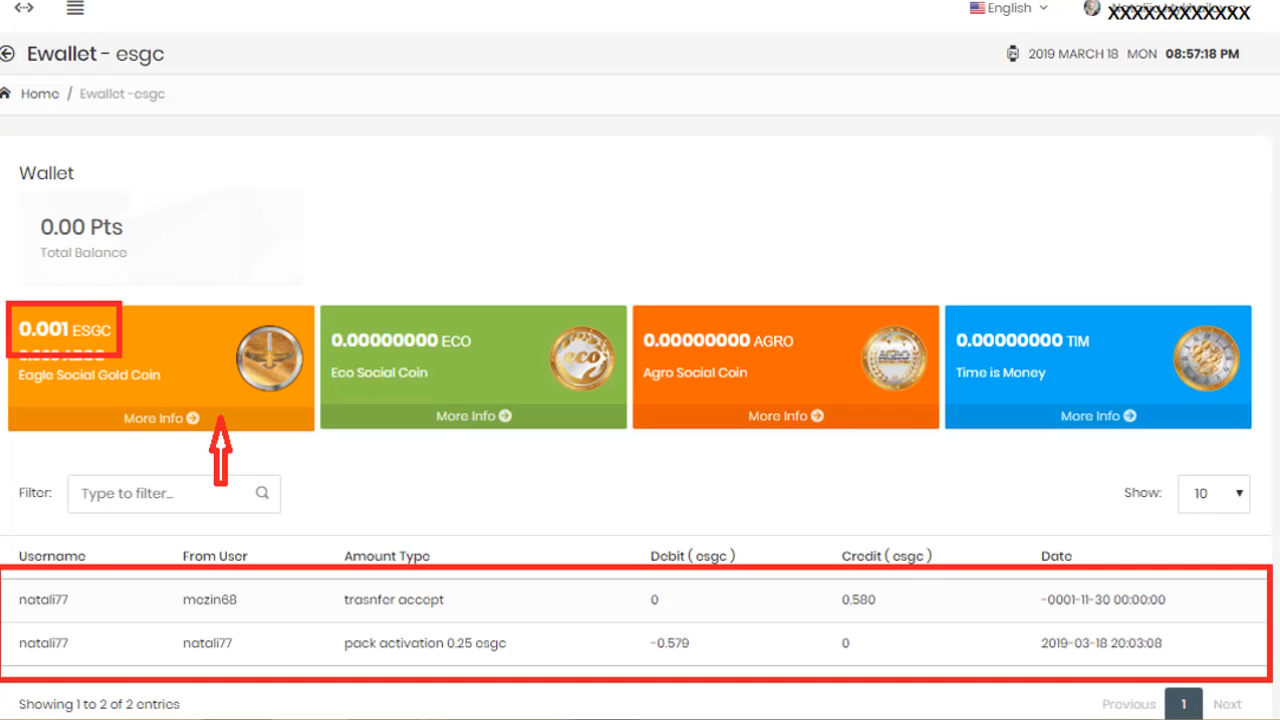 English
XXXXXXXXXXXX
Ewallet - esgc
2019 MARCH 18 MON 08:57:18 PM
Home / Ewallet -esgc
Wallet
0.00 Pts
Total Balance
0.001 ESGC
Eagle Social Gold Coin
More Info
0.00000000 ECO
Eco Social Coin
eco
More Info
0.00000000 AGRO
Agro Social Coin
AGRO
More Info
0.00000000 TIM
Time is Money
More Info
Filter:
Type to filter...
Show:
10
Username From User Amount Type Debit ( esgc ) Credit ( esgc ) Date
natali77 mezin68 trasnfer accept 0 0.580 -0001-11-30 00:00:00
natali77 natali77 pack activation 0.25 esgc -0.579 0 2019-03-18 20:03:08
Showing 1 to 2 of 2 entries
Previous 1 Next